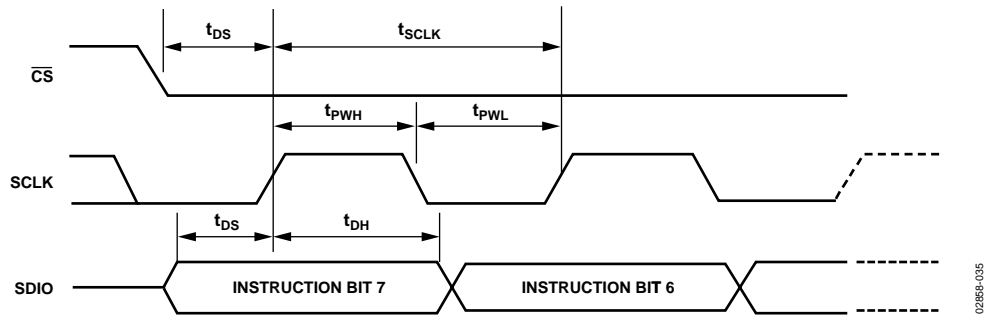 tDS tSCLK
CS
tPWH tPWL
SCLK
tDS tDH
SDIO INSTRUCTION BIT 7 INSTRUCTION BIT 6
02858-035